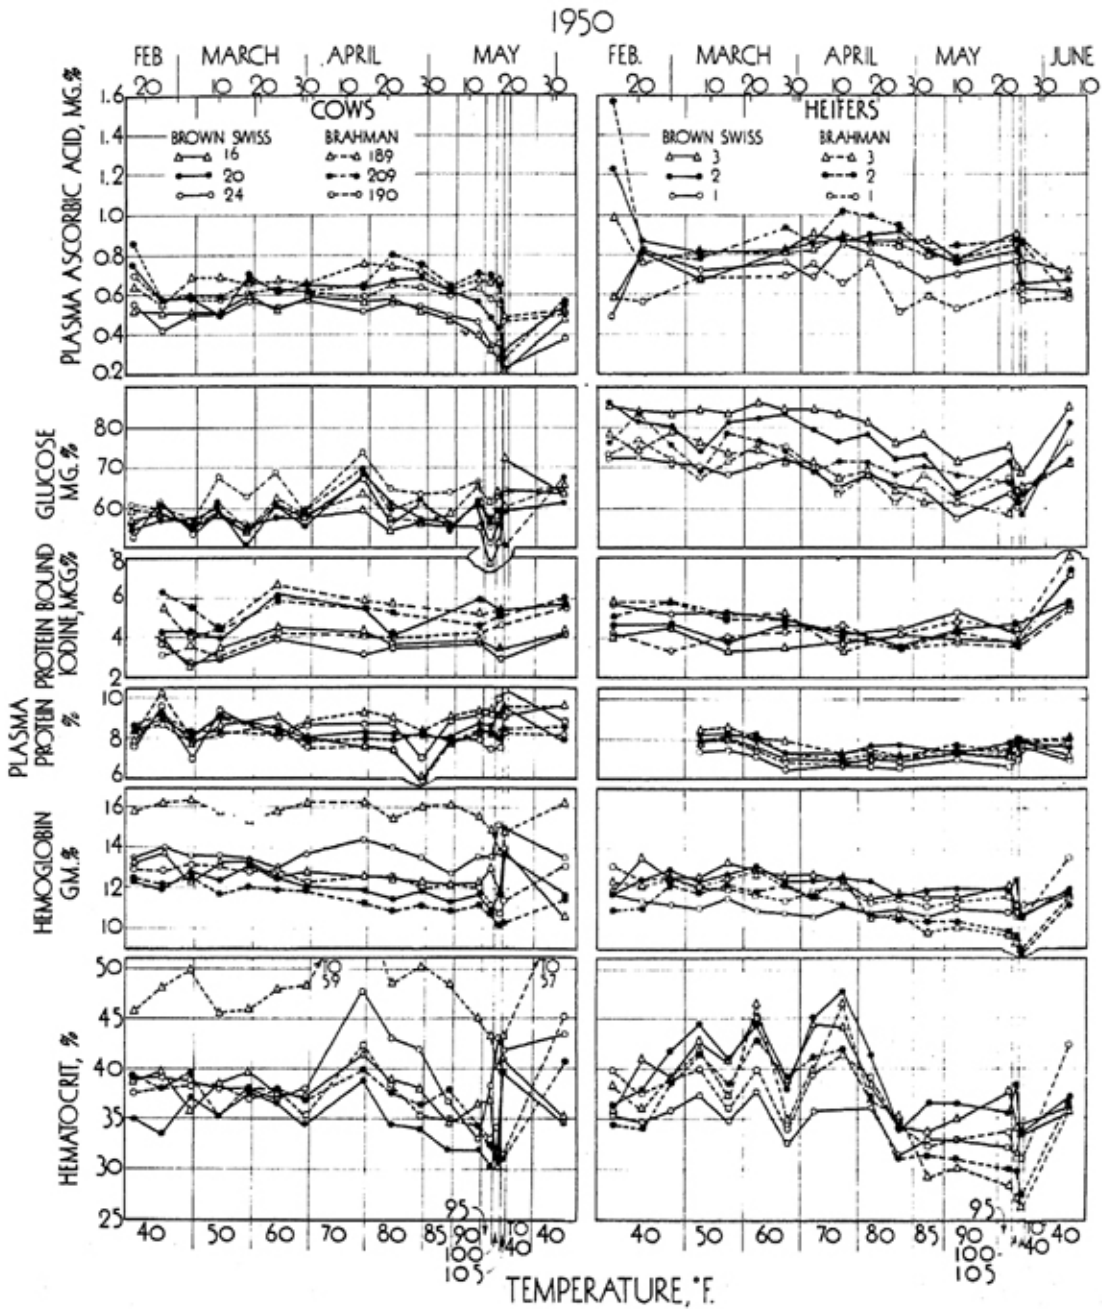 1950
FEB MARCH APRIL MAY
20 10 20 30 10 20 30 10 20 30
FEB. MARCH APRIL MAY JUNE
20 10 20 30 10 20 30 10 20 30 10
COWS
BROWN SWISS BRAHMAN
16 189
20 209
24 190
HEIFERS
BROWN SWISS BRAHMAN
3 3
2 2
1 1
PLASMA ASCORBIC ACID, MG.%
1.6
1.4
1.2
1.0
0.8
0.6
0.4
0.2
GLUCOSE
MG.%
80
70
60
PROTEIN BOUND
IODINE, MCG%
8
6
4
2
PLASMA
PROTEIN
%
10
8
6
HEMOGLOBIN
GM.%
16
14
12
10
HEMATOCRIT, %
50
45
40
35
30
25
TO
59
TO
57
40 50 60 70 80 85 90 95 100 105 TO 40 40
40 50 60 70 80 85 90 95 100 105 TO 40 40
TEMPERATURE, °F.